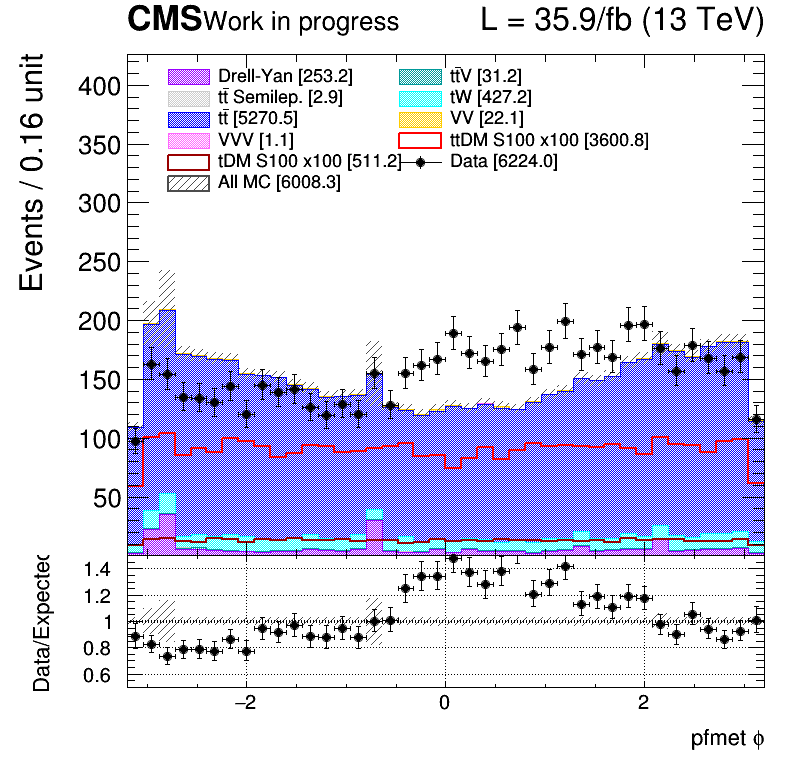 CMS Work in progress L = 35.9/fb (13 TeV)
Events / 0.16 unit
Drell-Yan [253.2] tt̄V [31.2]
tt̄ Semilep. [2.9] tW [427.2]
tt̄ [5270.5] VV [22.1]
VVV [1.1] ttDM S100 x100 [3600.8]
tDM S100 x100 [511.2] Data [6224.0]
All MC [6008.3]
400
350
300
250
200
150
100
50
Data/Expected
1.4
1.2
1
0.8
0.6
−2 0 2
pfmet ϕ